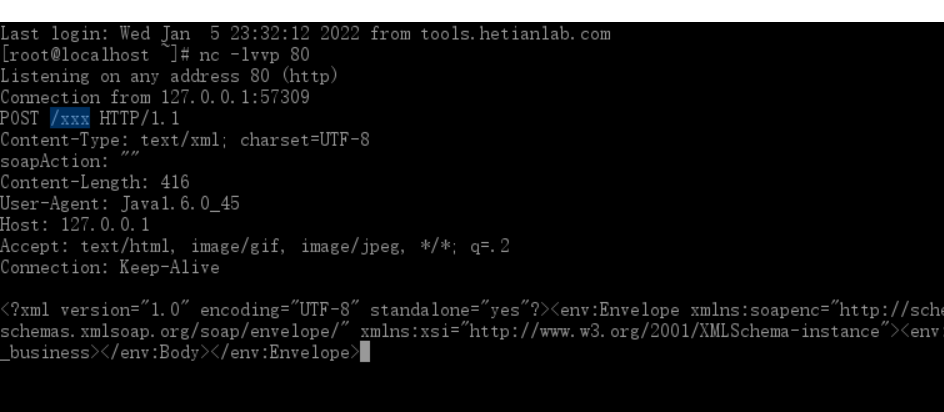 Last login: Wed Jan  5 23:32:12 2022 from tools.hetianlab.com
[root@localhost ~]# nc -lvvp 80
Listening on any address 80 (http)
Connection from 127.0.0.1:57309
POST /xxx HTTP/1.1
Content-Type: text/xml; charset=UTF-8
soapAction: ""
Content-Length: 416
User-Agent: Java1.6.0_45
Host: 127.0.0.1
Accept: text/html, image/gif, image/jpeg, */*; q=.2
Connection: Keep-Alive
<?xml version="1.0" encoding="UTF-8" standalone="yes"?><env:Envelope xmlns:soapenc="http://sche
schemas.xmlsoap.org/soap/envelope/" xmlns:xsi="http://www.w3.org/2001/XMLSchema-instance"><env
_business></env:Body></env:Envelope>